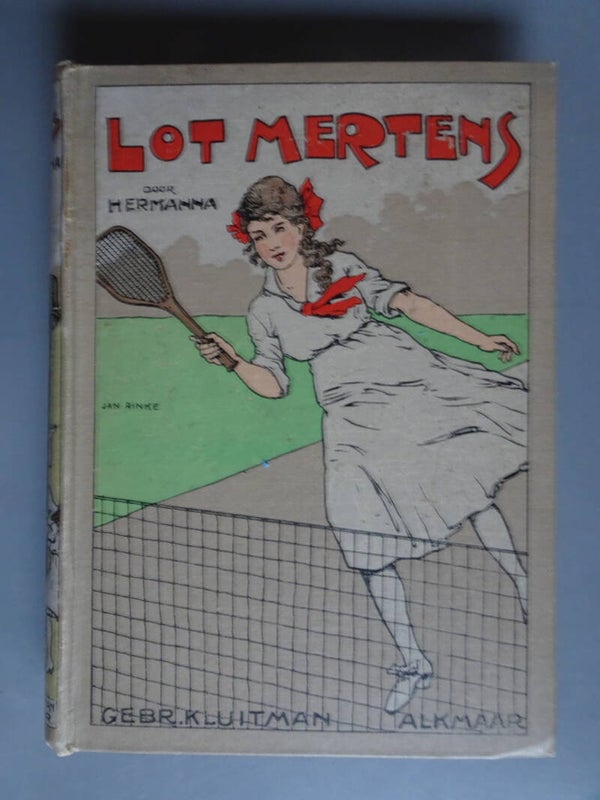 LOT MERTENS
DOOR
HERMANNA
JAN RINKE
GEBR. KLUITMAN ALKMAAR